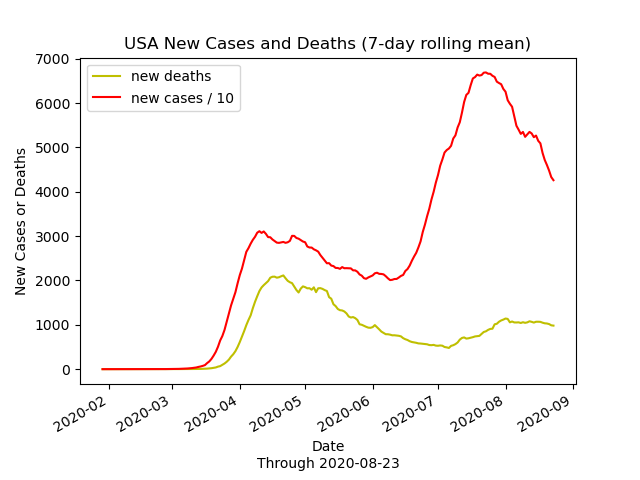 USA New Cases and Deaths (7-day rolling mean)
new deaths
new cases / 10
New Cases or Deaths
7000
6000
5000
4000
3000
2000
1000
0
2020-02
2020-03
2020-04
2020-05
2020-06
2020-07
2020-08
2020-09
Date
Through 2020-08-23